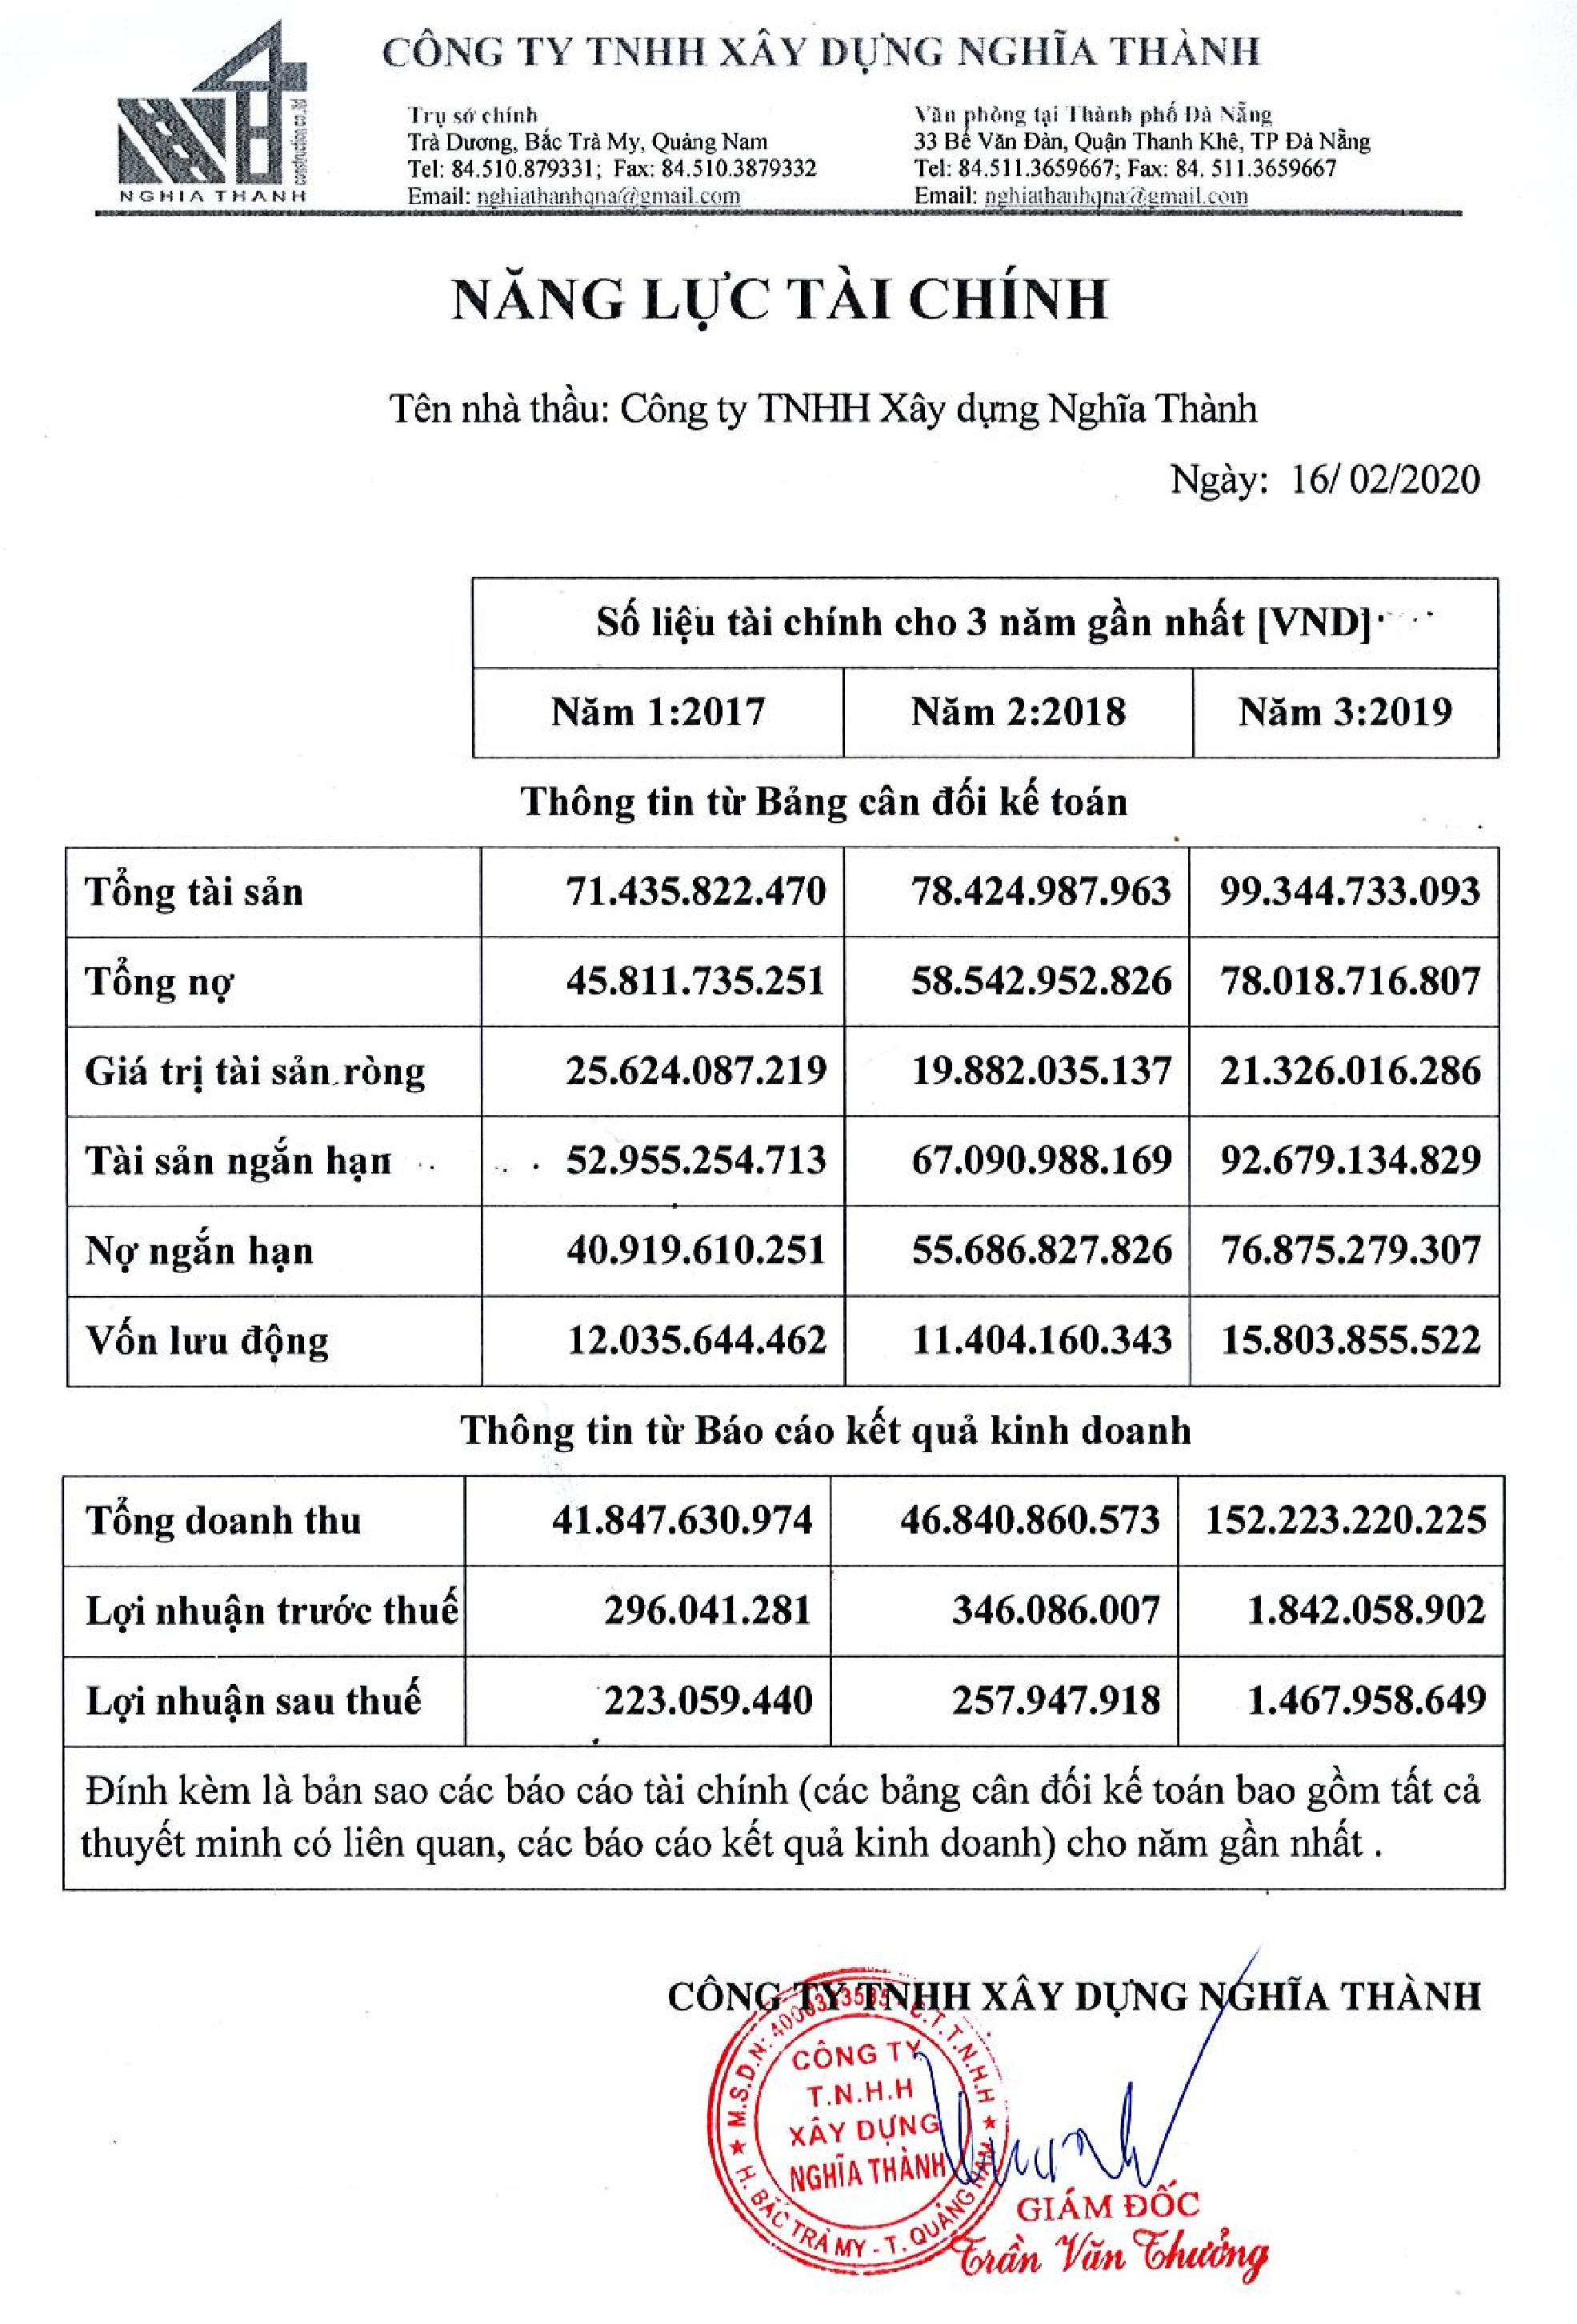 CÔNG TY TNHH XÂY DỰNG NGHĨA THÀNH
construction co.,ltd
NGHIA THANH
Trụ sở chính
Trà Dương, Bắc Trà My, Quảng Nam
Tel: 84.510.879331; Fax: 84.510.3879332
Email: nghiathanhqna@gmail.com
Văn phòng tại Thành phố Đà Nẵng
33 Bế Văn Đàn, Quận Thanh Khê, TP Đà Nẵng
Tel: 84.511.3659667; Fax: 84. 511.3659667
Email: nghiathanhqna@gmail.com
NĂNG LỰC TÀI CHÍNH
Tên nhà thầu: Công ty TNHH Xây dựng Nghĩa Thành
Ngày: 16/ 02/2020
Số liệu tài chính cho 3 năm gần nhất [VND]
Năm 1:2017 Năm 2:2018 Năm 3:2019
Thông tin từ Bảng cân đối kế toán
Tổng tài sản 71.435.822.470 78.424.987.963 99.344.733.093
Tổng nợ 45.811.735.251 58.542.952.826 78.018.716.807
Giá trị tài sản ròng 25.624.087.219 19.882.035.137 21.326.016.286
Tài sản ngắn hạn 52.955.254.713 67.090.988.169 92.679.134.829
Nợ ngắn hạn 40.919.610.251 55.686.827.826 76.875.279.307
Vốn lưu động 12.035.644.462 11.404.160.343 15.803.855.522
Thông tin từ Báo cáo kết quả kinh doanh
Tổng doanh thu 41.847.630.974 46.840.860.573 152.223.220.225
Lợi nhuận trước thuế 296.041.281 346.086.007 1.842.058.902
Lợi nhuận sau thuế 223.059.440 257.947.918 1.467.958.649
Đính kèm là bản sao các báo cáo tài chính (các bảng cân đối kế toán bao gồm tất cả
thuyết minh có liên quan, các báo cáo kết quả kinh doanh) cho năm gần nhất .
CÔNG TY TNHH XÂY DỰNG NGHĨA THÀNH
M.S.D.N: - C.T.T.N.H.H
CÔNG TY
T.N.H.H
XÂY DỰNG
NGHĨA THÀNH
H. BẮC TRÀ MY - T. QUẢNG NAM
GIÁM ĐỐC
Trần Văn Thưởng